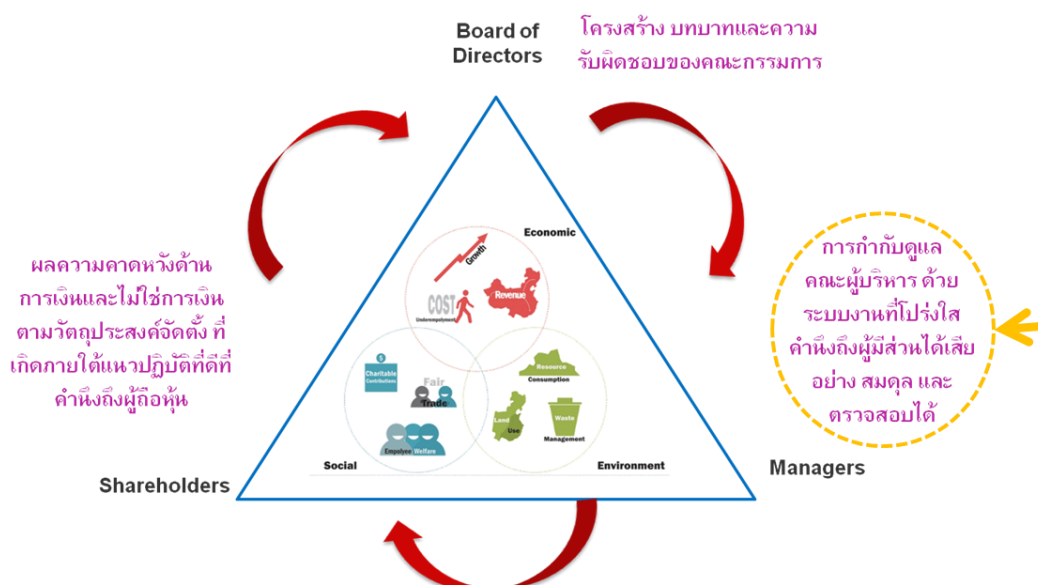 Board of
Directors
โครงสร้าง บทบาทและความ
รับผิดชอบของคณะกรรมการ
Economic
Growth
COST
Revenue
Underempolyment
ผลความคาดหวังด้าน
การเงินและไม่ใช่การเงิน
ตามวัตถุประสงค์จัดตั้ง ที่
เกิดภายใต้แนวปฏิบัติที่ดีที่
คำนึงถึงผู้ถือหุ้น
การกำกับดูแล
คณะผู้บริหาร ด้วย
ระบบงานที่โปร่งใส
คำนึงถึงผู้มีส่วนได้เสีย
อย่าง สมดุล และ
ตรวจสอบได้
$
Charitable
Contributions
Fair
Trade
Empolyee Welfare
Resource
Consumption
Land
Use
Waste
Management
Social
Environment
Shareholders
Managers